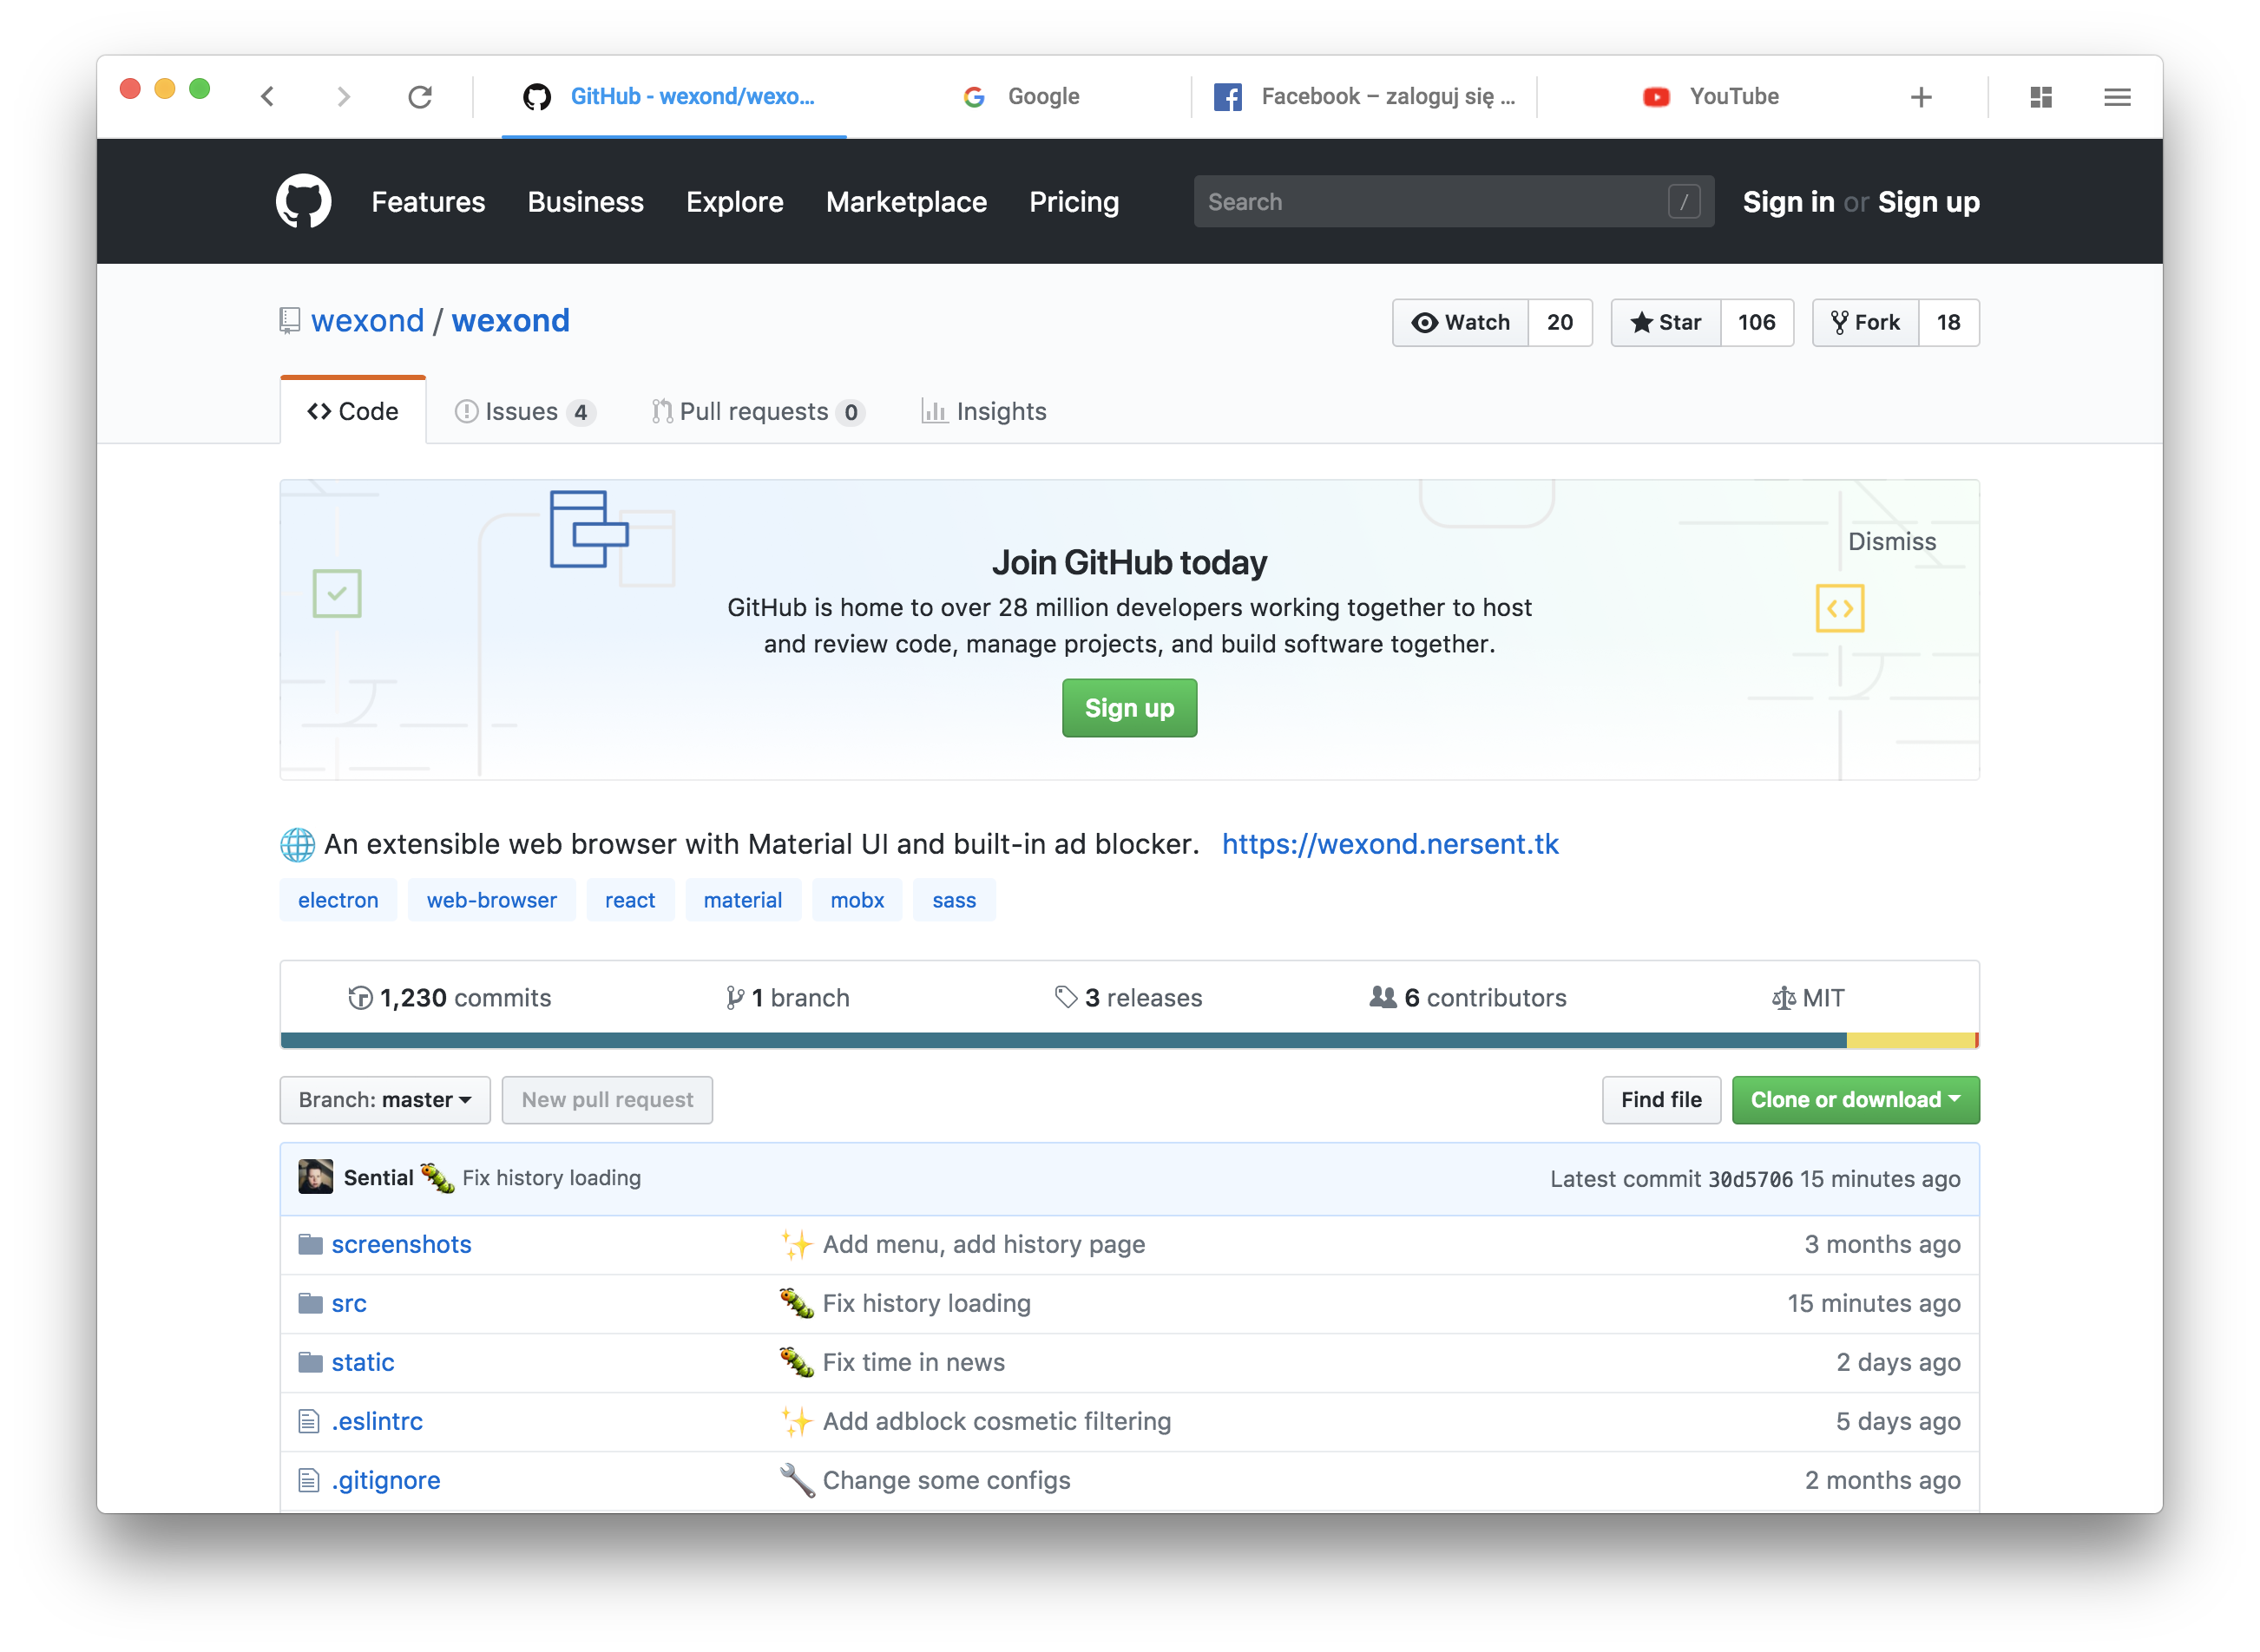 GitHub - wexond/wexo...
Google
Facebook – zaloguj się ...
YouTube
Features Business Explore Marketplace Pricing
Search /
Sign in or Sign up
wexond / wexond
Watch 20
Star 106
Fork 18
Code
Issues 4
Pull requests 0
Insights
Dismiss
Join GitHub today
GitHub is home to over 28 million developers working together to host
and review code, manage projects, and build software together.
Sign up
An extensible web browser with Material UI and built-in ad blocker. https://wexond.nersent.tk
electron web-browser react material mobx sass
1,230 commits
1 branch
3 releases
6 contributors
MIT
Branch: master
New pull request
Find file
Clone or download
Sential Fix history loading
Latest commit 30d5706 15 minutes ago
screenshots Add menu, add history page 3 months ago
src Fix history loading 15 minutes ago
static Fix time in news 2 days ago
.eslintrc Add adblock cosmetic filtering 5 days ago
.gitignore Change some configs 2 months ago